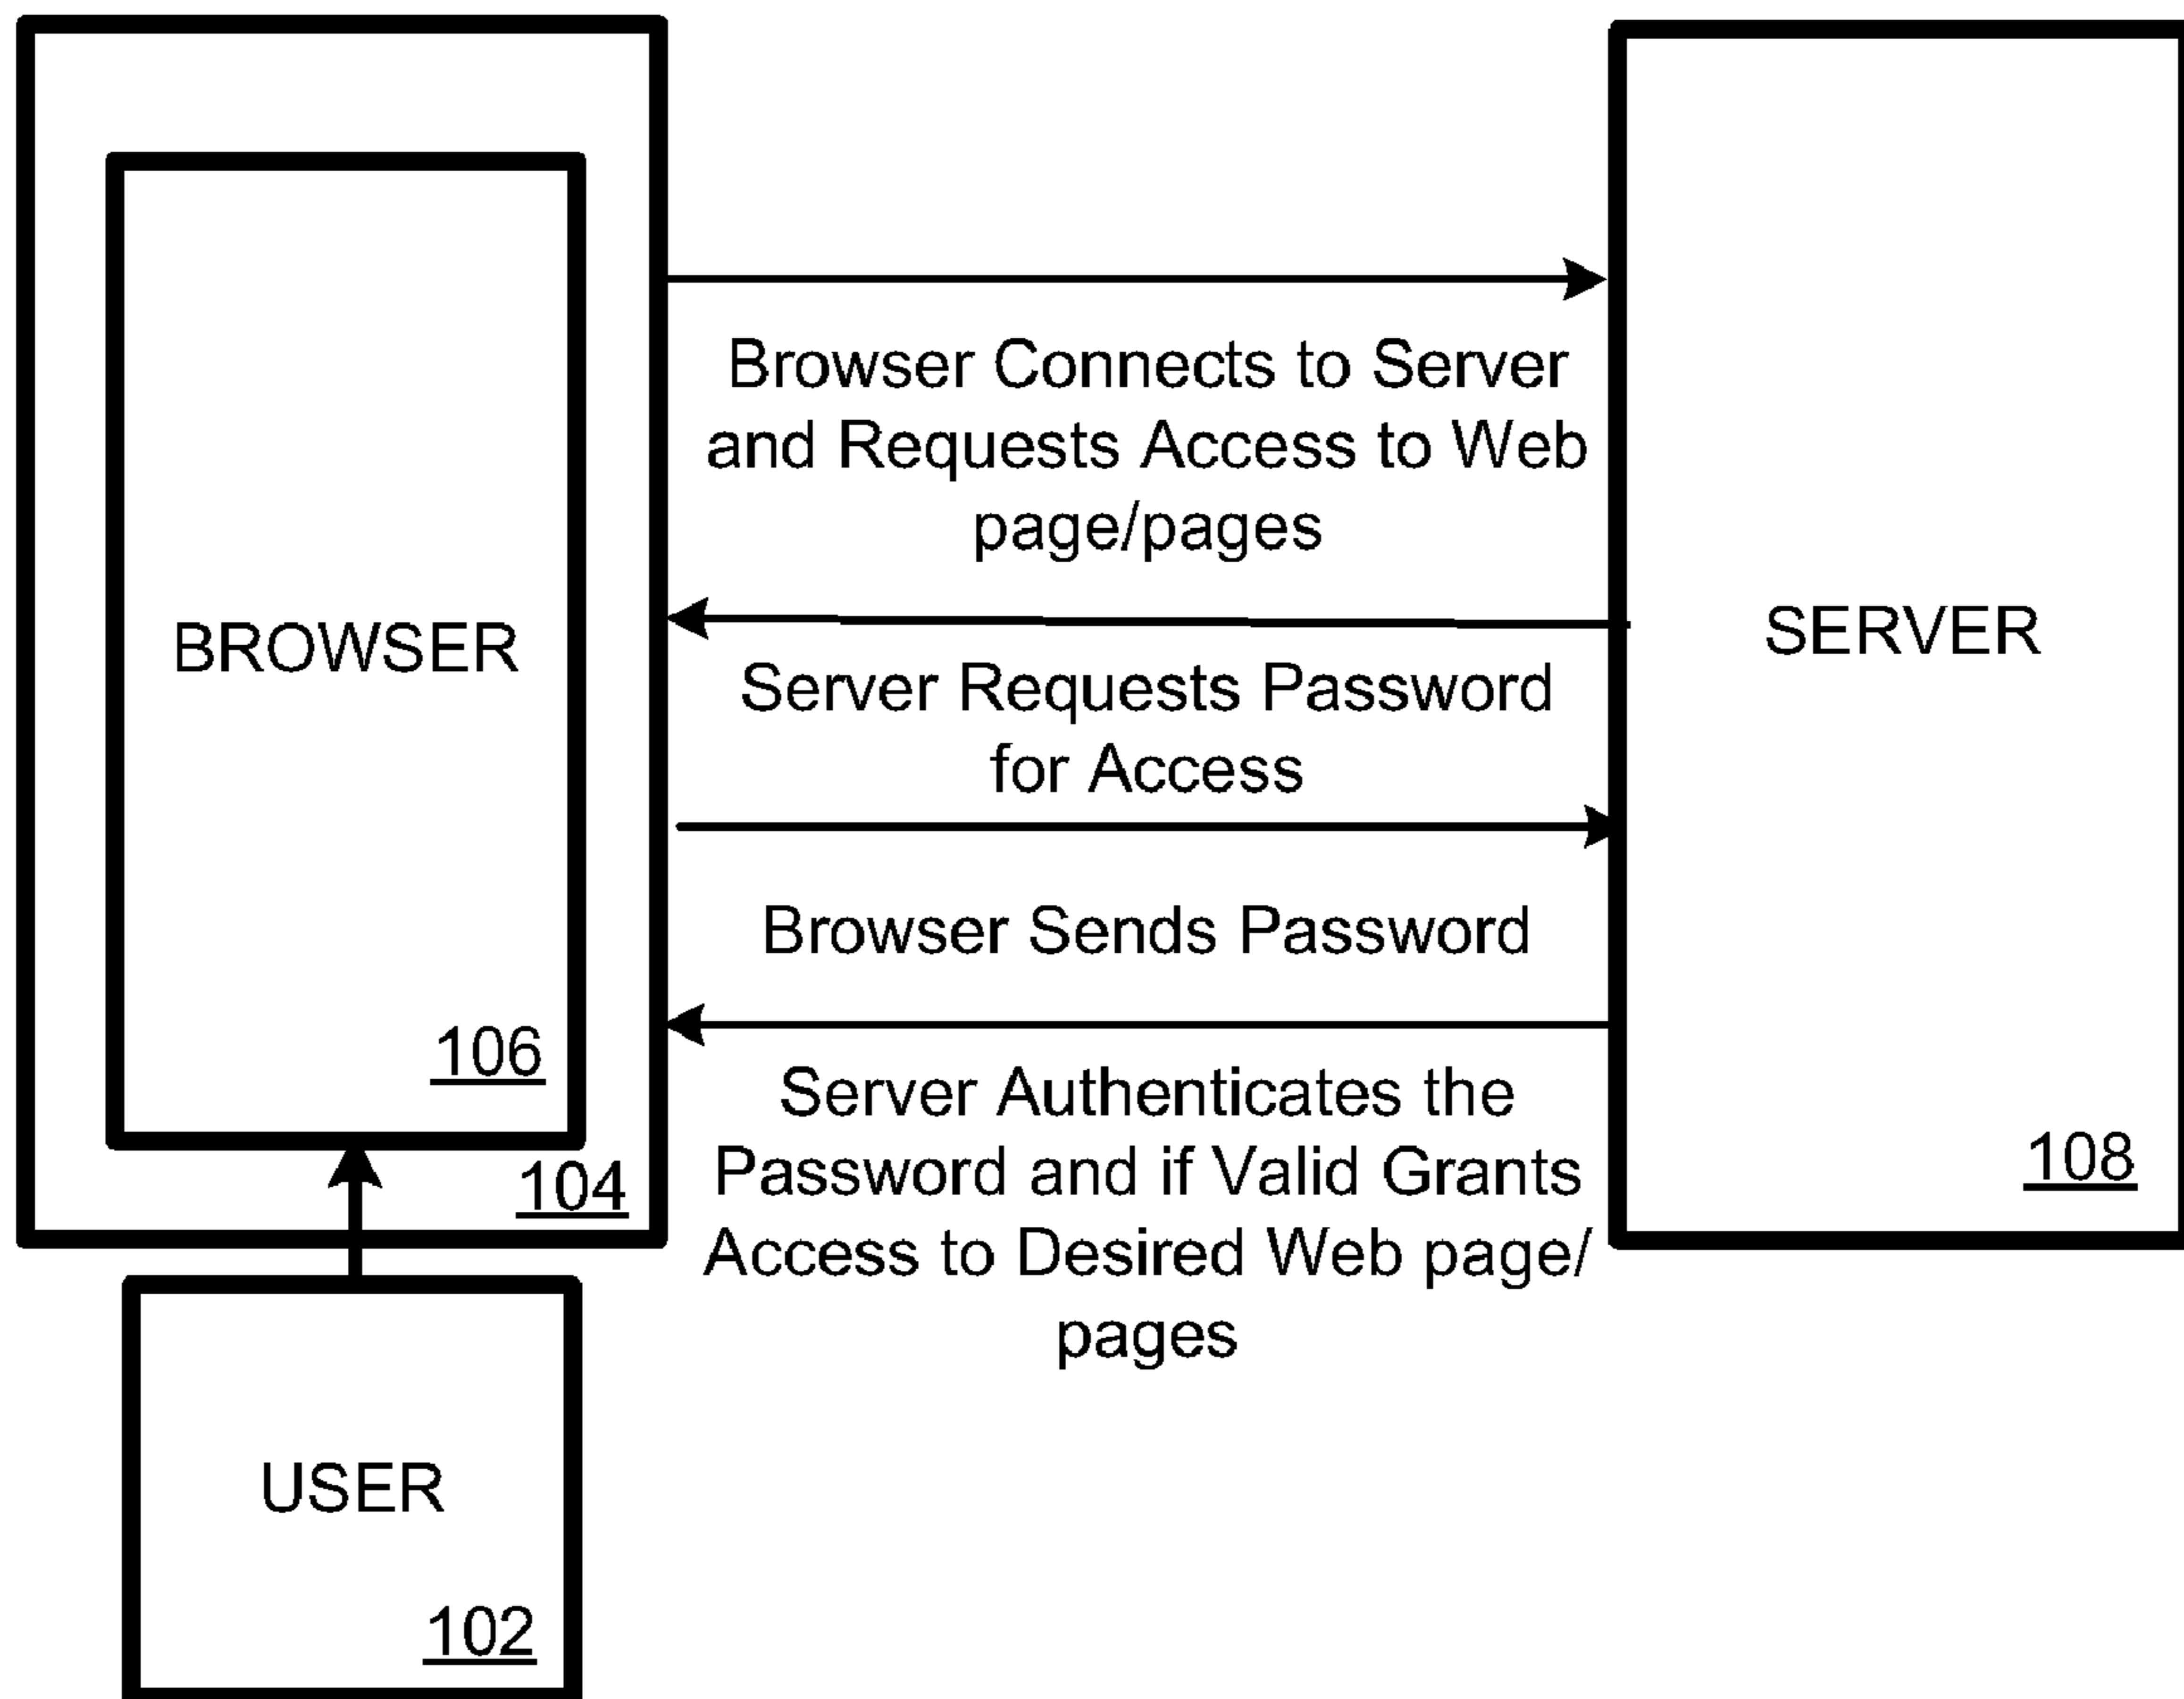 BROWSER
106
104
USER
102
Browser Connects to Server
and Requests Access to Web
page/pages
Server Requests Password
for Access
Browser Sends Password
Server Authenticates the
Password and if Valid Grants
Access to Desired Web page/
pages
SERVER
108